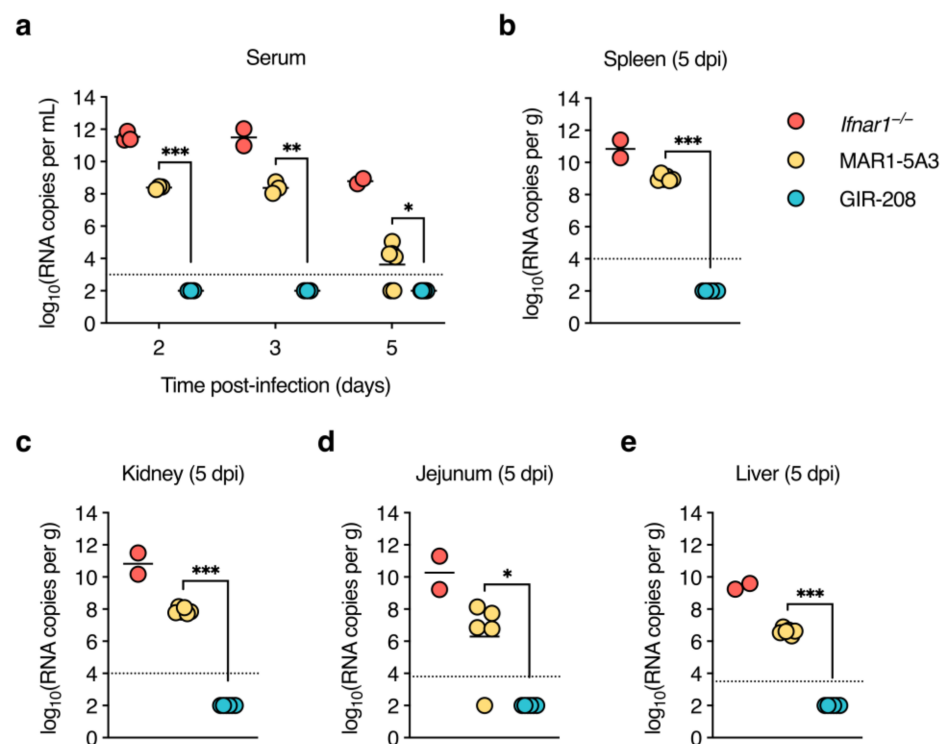 a
Serum
log10(RNA copies per mL)
14
12
10
8
6
4
2
0
***
**
*
2 3 5
Time post-infection (days)
b
Spleen (5 dpi)
log10(RNA copies per g)
14
12
10
8
6
4
2
0
***
Ifnar1−/−
MAR1-5A3
GIR-208
c
Kidney (5 dpi)
log10(RNA copies per g)
14
12
10
8
6
4
2
0
***
d
Jejunum (5 dpi)
log10(RNA copies per g)
14
12
10
8
6
4
2
0
*
e
Liver (5 dpi)
log10(RNA copies per g)
14
12
10
8
6
4
2
0
***